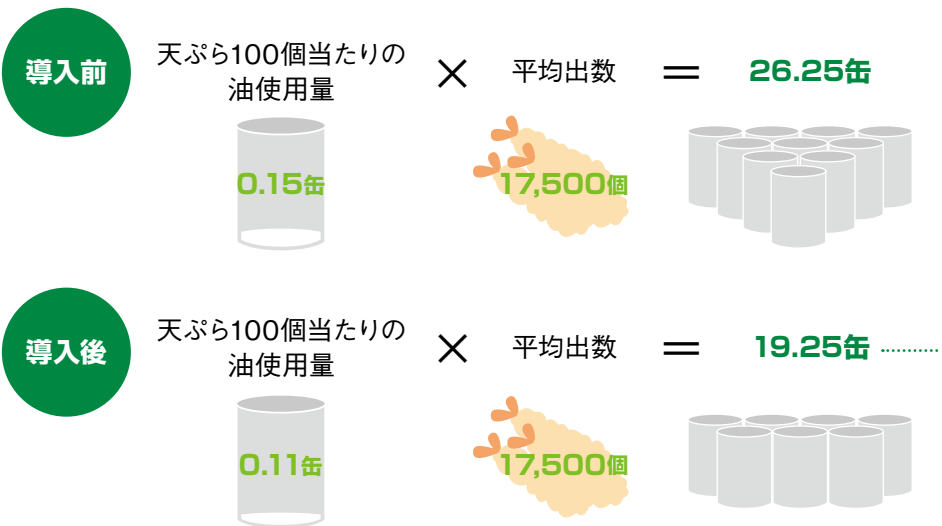 導入前
天ぷら100個当たりの
油使用量
×
平均出数
=
26.25缶
0.15缶
17,500個
導入後
天ぷら100個当たりの
油使用量
×
平均出数
=
19.25缶
0.11缶
17,500個